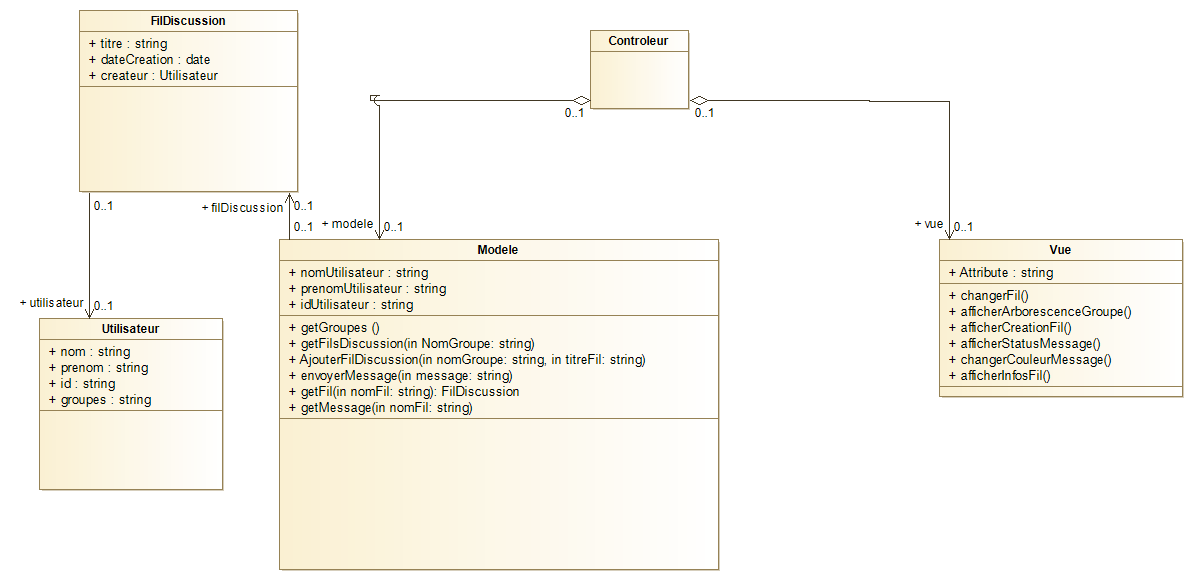 FilDiscussion
+ titre : string
+ dateCreation : date
+ createur : Utilisateur
Controleur
0..1
0..1
0..1
+ filDiscussion
0..1
0..1
+ modele
0..1
+ vue
0..1
Modele
+ nomUtilisateur : string
+ prenomUtilisateur : string
+ idUtilisateur : string
+ getGroupes ()
+ getFilsDiscussion(in NomGroupe: string)
+ AjouterFilDiscussion(in nomGroupe: string, in titreFil: string)
+ envoyerMessage(in message: string)
+ getFil(in nomFil: string): FilDiscussion
+ getMessage(in nomFil: string)
Vue
+ Attribute : string
+ changerFil()
+ afficherArborescenceGroupe()
+ afficherCreationFil()
+ afficherStatusMessage()
+ changerCouleurMessage()
+ afficherInfosFil()
+ utilisateur
0..1
Utilisateur
+ nom : string
+ prenom : string
+ id : string
+ groupes : string